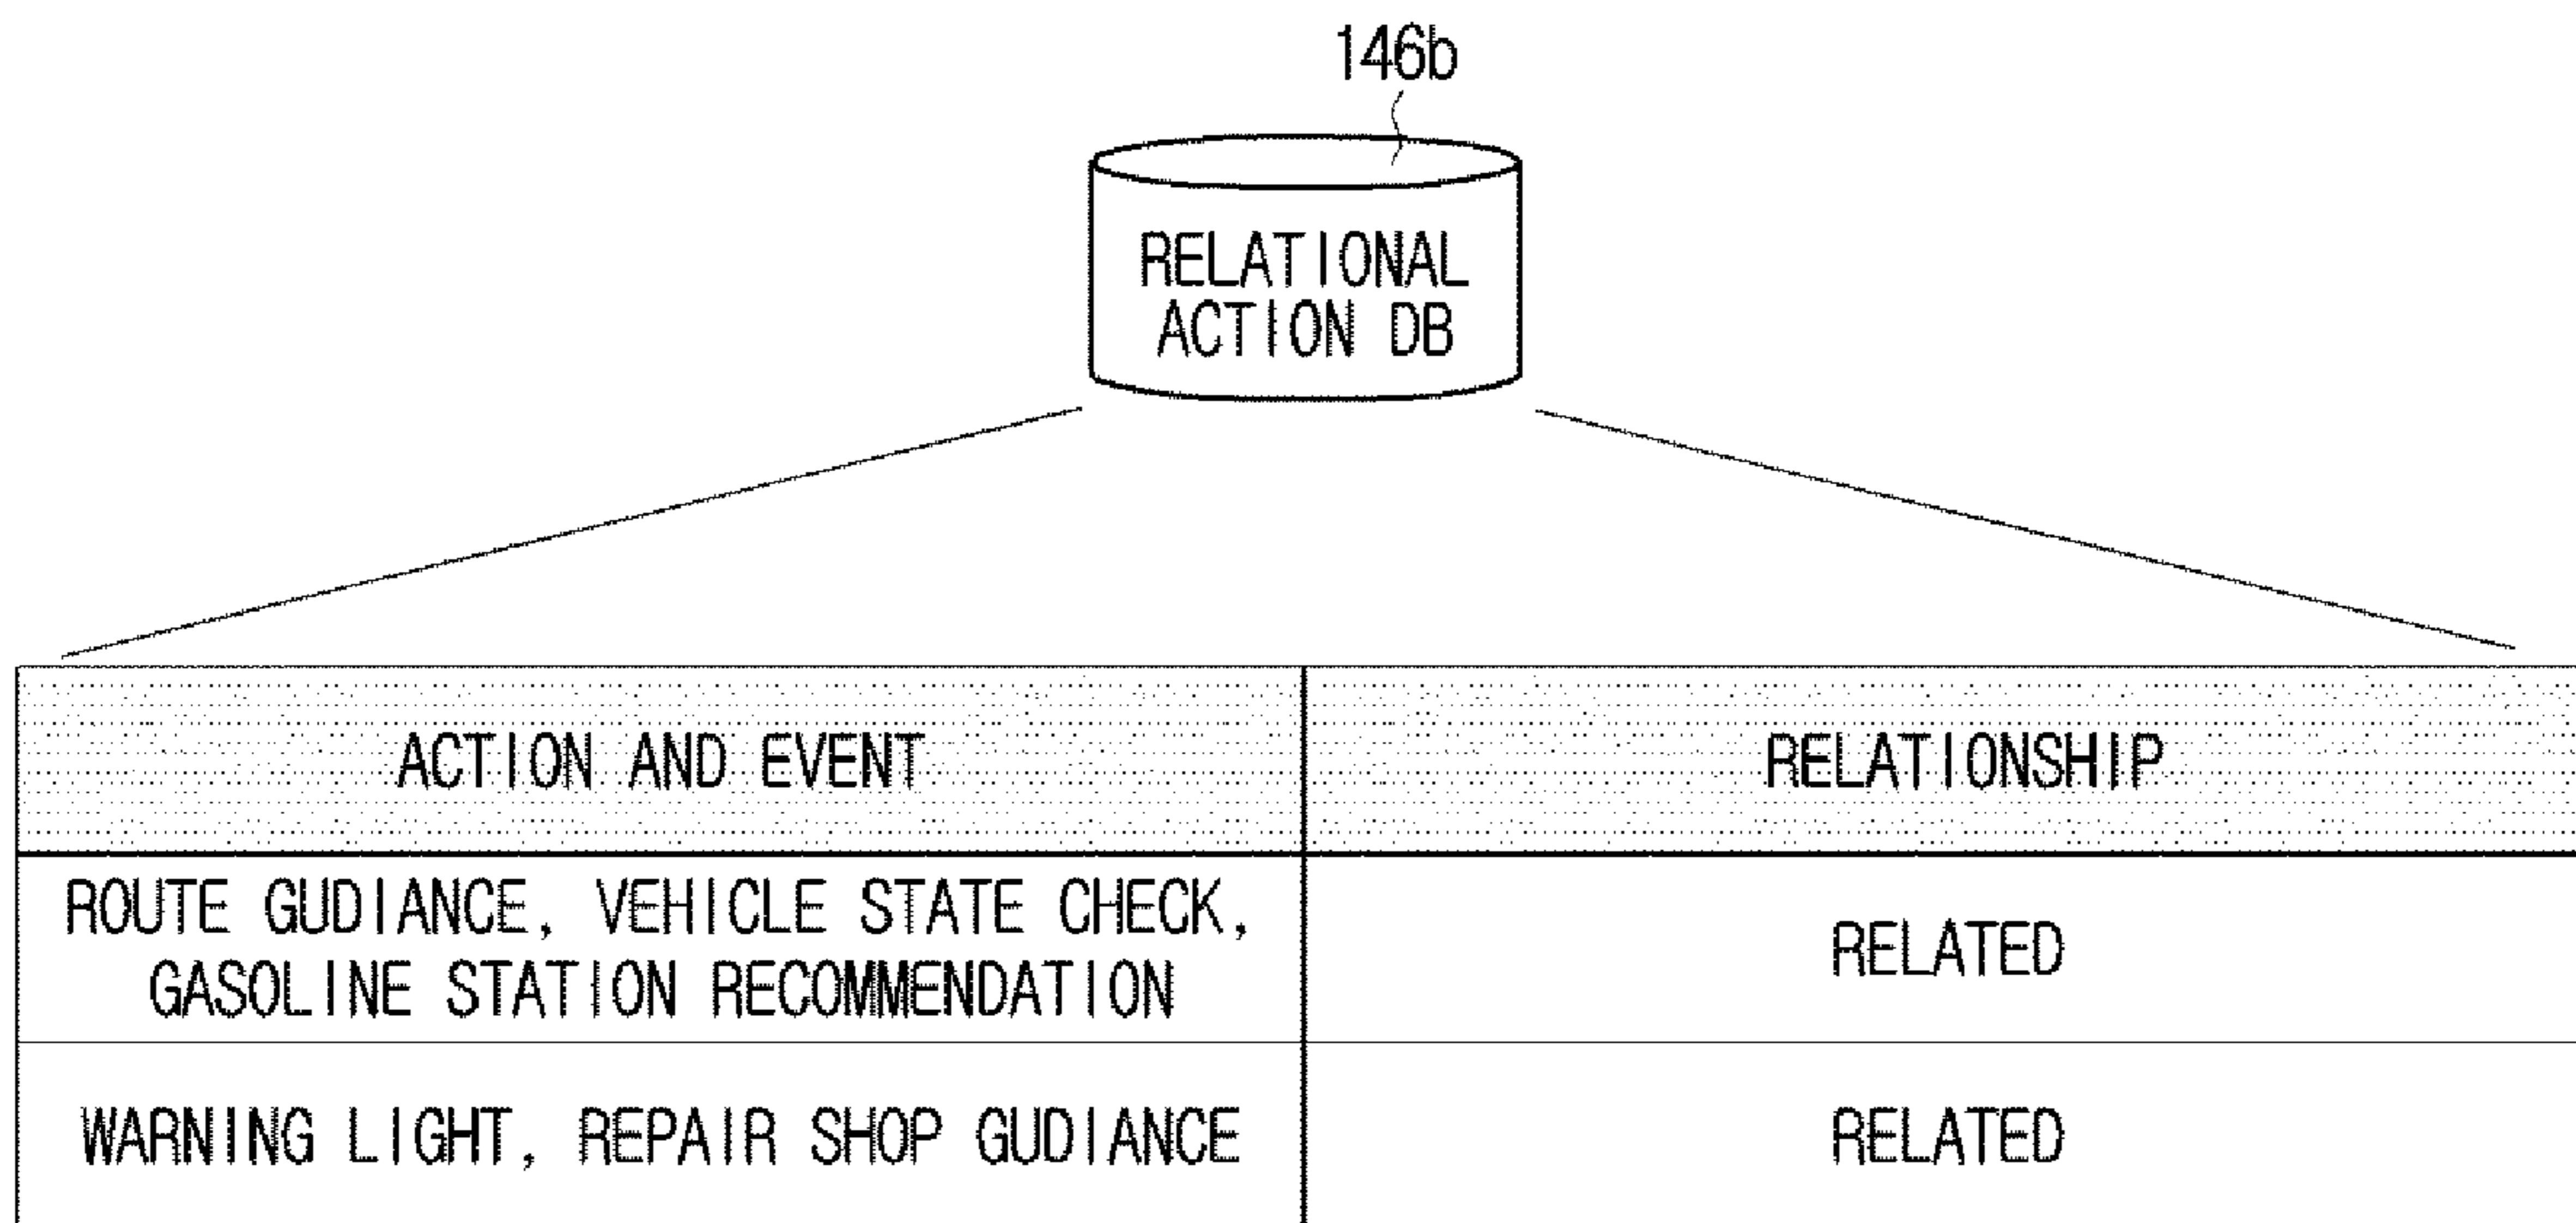 146b
RELATIONAL
ACTION DB
ACTION AND EVENT
RELATIONSHIP
ROUTE GUDIANCE, VEHICLE STATE CHECK,
GASOLINE STATION RECOMMENDATION
RELATED
WARNING LIGHT, REPAIR SHOP GUDIANCE
RELATED